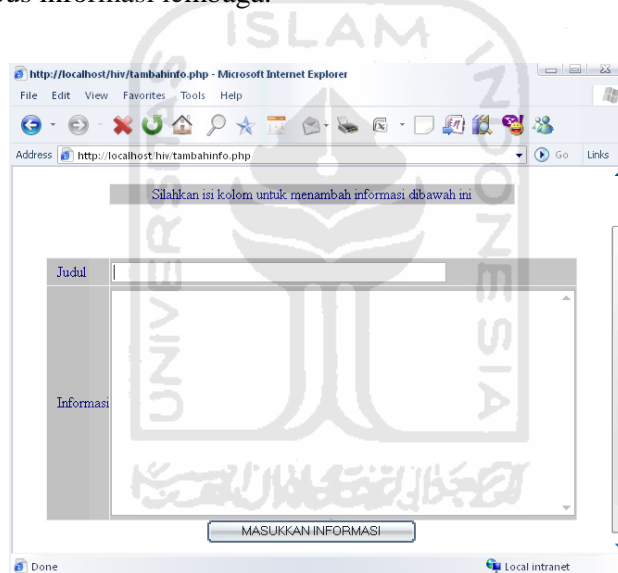 informasi lembaga.
ISLAM
UNIVERSITAS
INDONESIA
http://localhost/hiv/tambahinfo.php - Microsoft Internet Explorer
File Edit View Favorites Tools Help
Address http://localhost/hiv/tambahinfo.php Go Links
Silahkan isi kolom untuk menambah informasi dibawah ini
Judul
Informasi
MASUKKAN INFORMASI
Done Local intranet